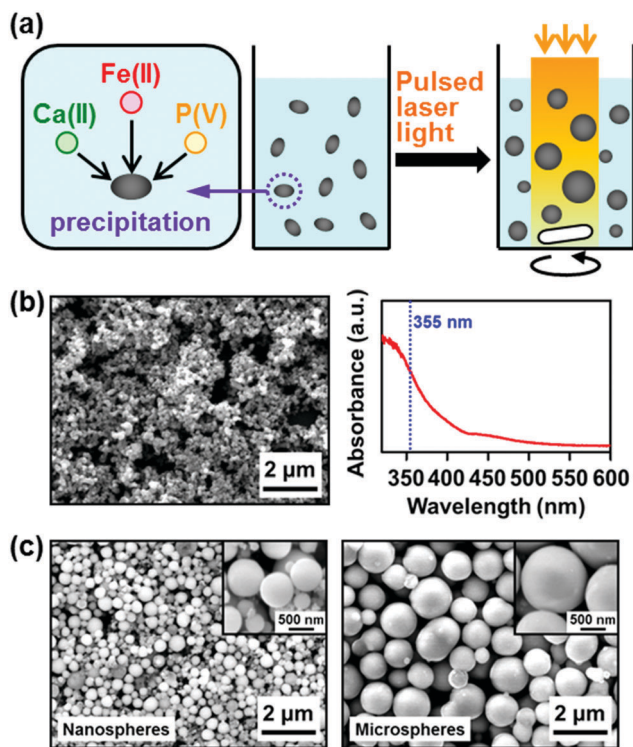 (a)
Fe(II)
Ca(II)
P(V)
precipitation
Pulsed
laser
light
(b)
2 μm
355 nm
Absorbance (a.u.)
350 400 450 500 550 600
Wavelength (nm)
(c)
500 nm
Nanospheres
2 μm
500 nm
Microspheres
2 μm